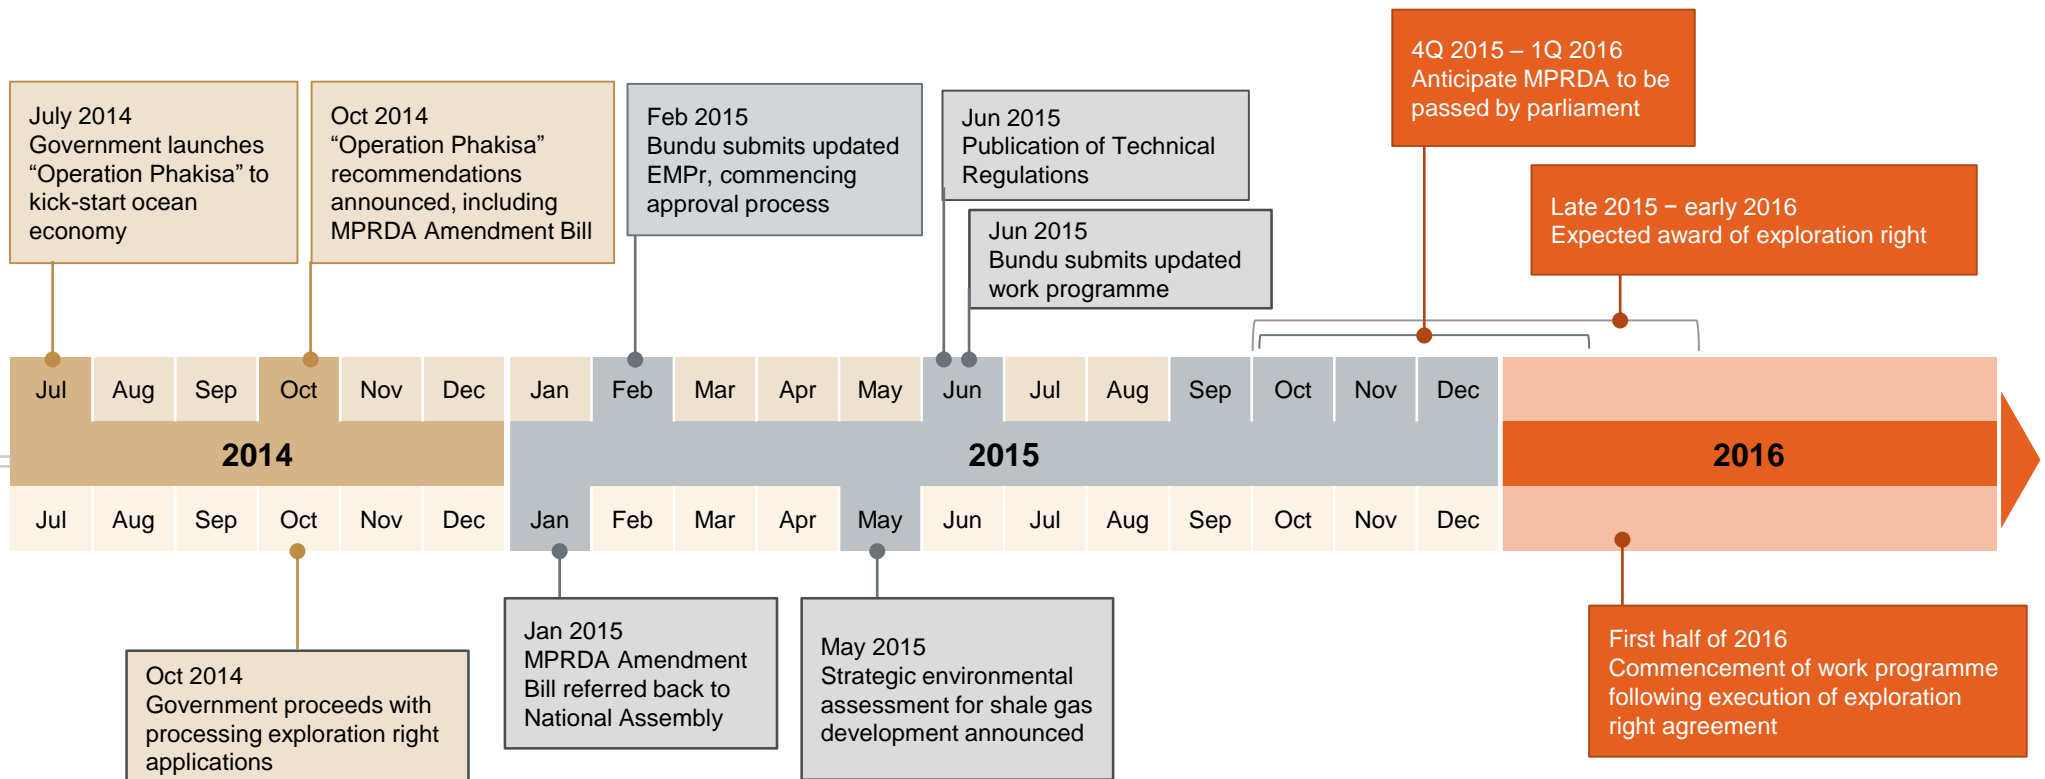 4Q 2015 – 1Q 2016
Anticipate MPRDA to be
passed by parliament
July 2014
Government launches
“Operation Phakisa” to
kick-start ocean
economy
Oct 2014
“Operation Phakisa”
recommendations
announced, including
MPRDA Amendment Bill
Feb 2015
Bundu submits updated
EMPr, commencing
approval process
Jun 2015
Publication of Technical
Regulations
Jun 2015
Bundu submits updated
work programme
Late 2015 – early 2016
Expected award of exploration right
Jul Aug Sep Oct Nov Dec Jan Feb Mar Apr May Jun Jul Aug Sep Oct Nov Dec
2014 2015 2016
Jul Aug Sep Oct Nov Dec Jan Feb Mar Apr May Jun Jul Aug Sep Oct Nov Dec
Oct 2014
Government proceeds with
processing exploration right
applications
Jan 2015
MPRDA Amendment
Bill referred back to
National Assembly
May 2015
Strategic environmental
assessment for shale gas
development announced
First half of 2016
Commencement of work programme
following execution of exploration
right agreement